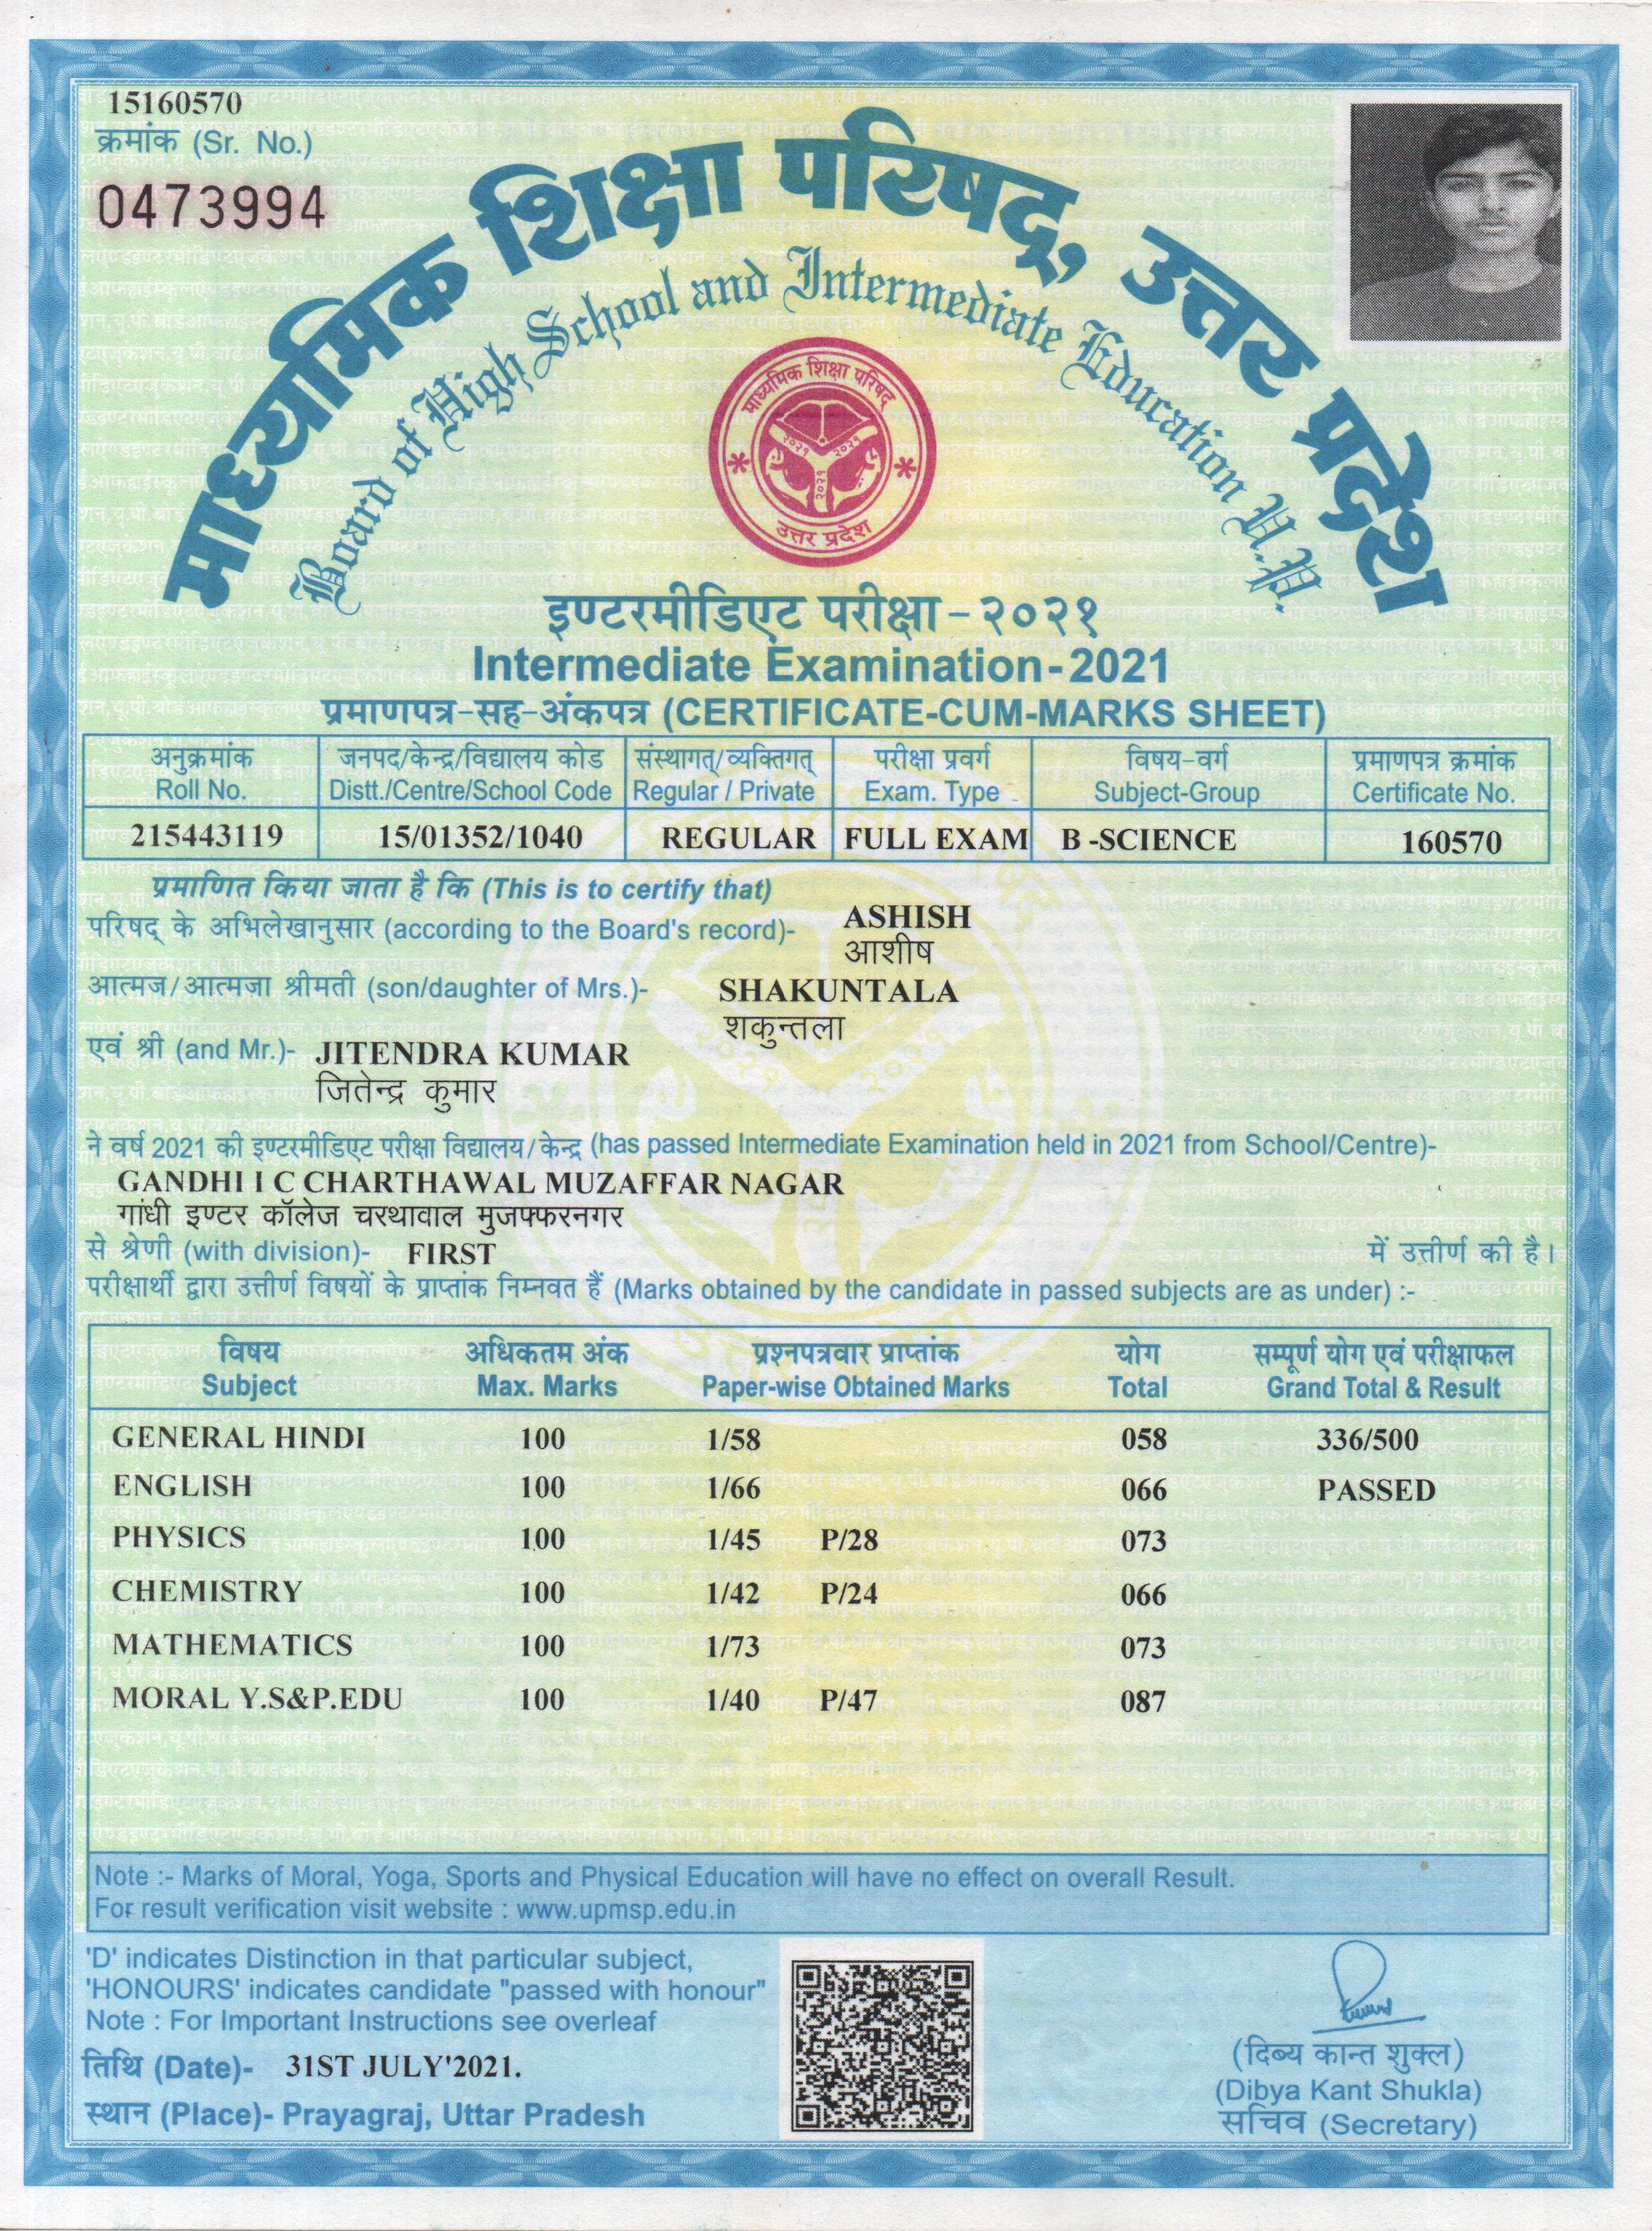 15160570
क्रमांक (Sr. No.)
0473994
माध्यमिक शिक्षा परिषद्, उत्तर प्रदेश
Board of High School and Intermediate Education U.P.
माध्यमिक शिक्षा परिषद्
२०२१ २०२१
२०२१
उत्तर प्रदेश
इण्टरमीडिएट परीक्षा-२०२१
Intermediate Examination-2021
प्रमाणपत्र-सह-अंकपत्र (CERTIFICATE-CUM-MARKS SHEET)
अनुक्रमांक जनपद/केन्द्र/विद्यालय कोड संस्थागत्/व्यक्तिगत् परीक्षा प्रवर्ग विषय-वर्ग प्रमाणपत्र क्रमांक
Roll No. Distt./Centre/School Code Regular / Private Exam. Type Subject-Group Certificate No.
215443119 15/01352/1040 REGULAR FULL EXAM B -SCIENCE 160570
प्रमाणित किया जाता है कि (This is to certify that)
परिषद् के अभिलेखानुसार (according to the Board's record)- ASHISH
आशीष
आत्मज/आत्मजा श्रीमती (son/daughter of Mrs.)- SHAKUNTALA
शकुन्तला
एवं श्री (and Mr.)- JITENDRA KUMAR
जितेन्द्र कुमार
ने वर्ष 2021 की इण्टरमीडिएट परीक्षा विद्यालय/केन्द्र (has passed Intermediate Examination held in 2021 from School/Centre)-
GANDHI I C CHARTHAWAL MUZAFFAR NAGAR
गांधी इण्टर कॉलेज चरथावाल मुजफ्फरनगर
से श्रेणी (with division)- FIRST में उत्तीर्ण की है।
परीक्षार्थी द्वारा उत्तीर्ण विषयों के प्राप्तांक निम्नवत हैं (Marks obtained by the candidate in passed subjects are as under) :-
विषय अधिकतम अंक प्रश्नपत्रवार प्राप्तांक योग सम्पूर्ण योग एवं परीक्षाफल
Subject Max. Marks Paper-wise Obtained Marks Total Grand Total & Result
GENERAL HINDI 100 1/58 058 336/500
ENGLISH 100 1/66 066 PASSED
PHYSICS 100 1/45 P/28 073
CHEMISTRY 100 1/42 P/24 066
MATHEMATICS 100 1/73 073
MORAL Y.S&P.EDU 100 1/40 P/47 087
Note :- Marks of Moral, Yoga, Sports and Physical Education will have no effect on overall Result.
For result verification visit website : www.upmsp.edu.in
'D' indicates Distinction in that particular subject,
'HONOURS' indicates candidate "passed with honour"
Note : For Important Instructions see overleaf
तिथि (Date)- 31ST JULY'2021.
स्थान (Place)- Prayagraj, Uttar Pradesh
(दिब्य कान्त शुक्ल)
(Dibya Kant Shukla)
सचिव (Secretary)